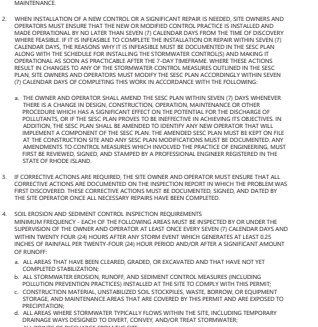 MAINTENANCE.
2. WHEN INSTALLATION OF A NEW CONTROL OR A SIGNIFICANT REPAIR IS NEEDED, SITE OWNERS AND
OPERATORS MUST ENSURE THAT THE NEW OR MODIFIED CONTROL PRACTICE IS INSTALLED AND
MADE OPERATIONAL BY NO LATER THAN SEVEN (7) CALENDAR DAYS FROM THE TIME OF DISCOVERY
WHERE FEASIBLE. IF IT IS INFEASIBLE TO COMPLETE THE INSTALLATION OR REPAIR WITHIN SEVEN (7)
CALENDAR DAYS, THE REASONS WHY IT IS INFEASIBLE MUST BE DOCUMENTED IN THE SESC PLAN
ALONG WITH THE SCHEDULE FOR INSTALLING THE STORMWATER CONTROL(S) AND MAKING IT
OPERATIONAL AS SOON AS PRACTICABLE AFTER THE 7-DAY TIMEFRAME. WHERE THESE ACTIONS
RESULT IN CHANGES TO ANY OF THE STORMWATER CONTROL MEASURES OUTLINED IN THE SESC
PLAN, SITE OWNERS AND OPERATORS MUST MODIFY THE SESC PLAN ACCORDINGLY WITHIN SEVEN
(7) CALENDAR DAYS OF COMPLETING THIS WORK IN ACCORDANCE WITH THE FOLLOWING:
a. THE OWNER AND OPERATOR SHALL AMEND THE SESC PLAN WITHIN SEVEN (7) DAYS WHENEVER
THERE IS A CHANGE IN DESIGN, CONSTRUCTION, OPERATION, MAINTENANCE OR OTHER
PROCEDURE WHICH HAS A SIGNIFICANT EFFECT ON THE POTENTIAL FOR THE DISCHARGE OF
POLLUTANTS, OR IF THE SESC PLAN PROVES TO BE INEFFECTIVE IN ACHIEVING ITS OBJECTIVES. IN
ADDITION, THE SESC PLAN SHALL BE AMENDED TO IDENTIFY ANY NEW OPERATOR THAT WILL
IMPLEMENT A COMPONENT OF THE SESC PLAN. THE AMENDED SESC PLAN MUST BE KEPT ON FILE
AT THE CONSTRUCTION SITE AND ANY SESC PLAN MODIFICATIONS MUST BE DOCUMENTED. ANY
AMENDMENTS TO CONTROL MEASURES WHICH INVOLVED THE PRACTICE OF ENGINEERING, MUST
FIRST BE REVIEWED, SIGNED, AND STAMPED BY A PROFESSIONAL ENGINEER REGISTERED IN THE
STATE OF RHODE ISLAND.
3. IF CORRECTIVE ACTIONS ARE REQUIRED, THE SITE OWNER AND OPERATOR MUST ENSURE THAT ALL
CORRECTIVE ACTIONS ARE DOCUMENTED ON THE INSPECTION REPORT IN WHICH THE PROBLEM WAS
FIRST DISCOVERED. THESE CORRECTIVE ACTIONS MUST BE DOCUMENTED, SIGNED, AND DATED BY
THE SITE OPERATOR ONCE ALL NECESSARY REPAIRS HAVE BEEN COMPLETED.
4. SOIL EROSION AND SEDIMENT CONTROL INSPECTION REQUIREMENTS
MINIMUM FREQUENCY - EACH OF THE FOLLOWING AREAS MUST BE INSPECTED BY OR UNDER THE
SUPERVISION OF THE OWNER AND OPERATOR AT LEAST ONCE EVERY SEVEN (7) CALENDAR DAYS AND
WITHIN TWENTY FOUR (24) HOURS AFTER ANY STORM EVENT WHICH GENERATES AT LEAST 0.25
INCHES OF RAINFALL PER TWENTY-FOUR (24) HOUR PERIOD AND/OR AFTER A SIGNIFICANT AMOUNT
OF RUNOFF:
a. ALL AREAS THAT HAVE BEEN CLEARED, GRADED, OR EXCAVATED AND THAT HAVE NOT YET
COMPLETED STABILIZATION;
b. ALL STORMWATER EROSION, RUNOFF, AND SEDIMENT CONTROL MEASURES (INCLUDING
POLLUTION PREVENTION PRACTICES) INSTALLED AT THE SITE TO COMPLY WITH THIS PERMIT;
c. CONSTRUCTION MATERIAL, UNSTABILIZED SOIL STOCKPILES, WASTE, BORROW, OR EQUIPMENT
STORAGE, AND MAINTENANCE AREAS THAT ARE COVERED BY THIS PERMIT AND ARE EXPOSED TO
PRECIPITATION;
d. ALL AREAS WHERE STORMWATER TYPICALLY FLOWS WITHIN THE SITE, INCLUDING TEMPORARY
DRAINAGE WAYS DESIGNED TO DIVERT, CONVEY, AND/OR TREAT STORMWATER;